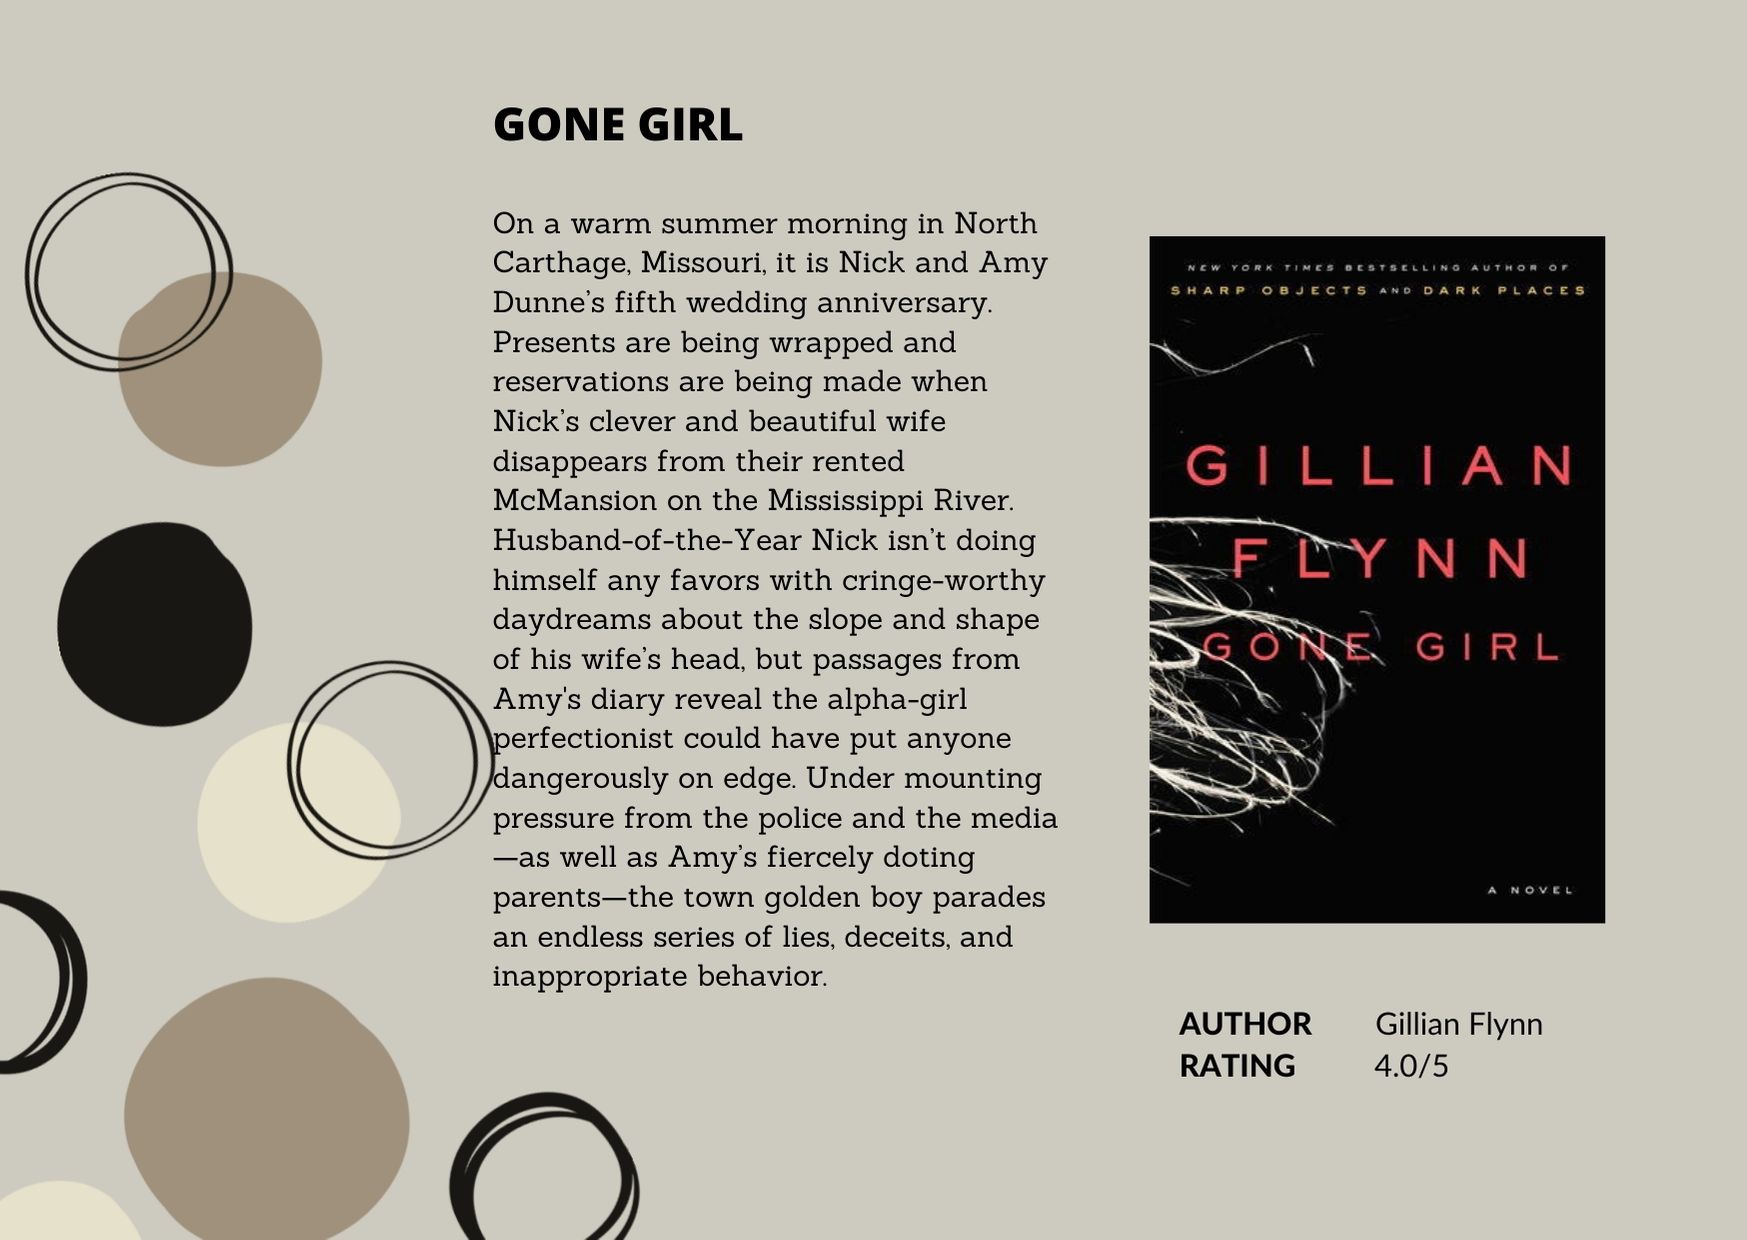 GONE GIRL
On a warm summer morning in North
Carthage, Missouri, it is Nick and Amy
Dunne’s fifth wedding anniversary.
Presents are being wrapped and
reservations are being made when
Nick’s clever and beautiful wife
disappears from their rented
McMansion on the Mississippi River.
Husband-of-the-Year Nick isn’t doing
himself any favors with cringe-worthy
daydreams about the slope and shape
of his wife’s head, but passages from
Amy's diary reveal the alpha-girl
perfectionist could have put anyone
dangerously on edge. Under mounting
pressure from the police and the media
—as well as Amy’s fiercely doting
parents—the town golden boy parades
an endless series of lies, deceits, and
inappropriate behavior.
NEW YORK TIMES BESTSELLING AUTHOR OF
SHARP OBJECTS AND DARK PLACES
GILLIAN
FLYNN
GONE GIRL
A NOVEL
AUTHOR Gillian Flynn
RATING 4.0/5